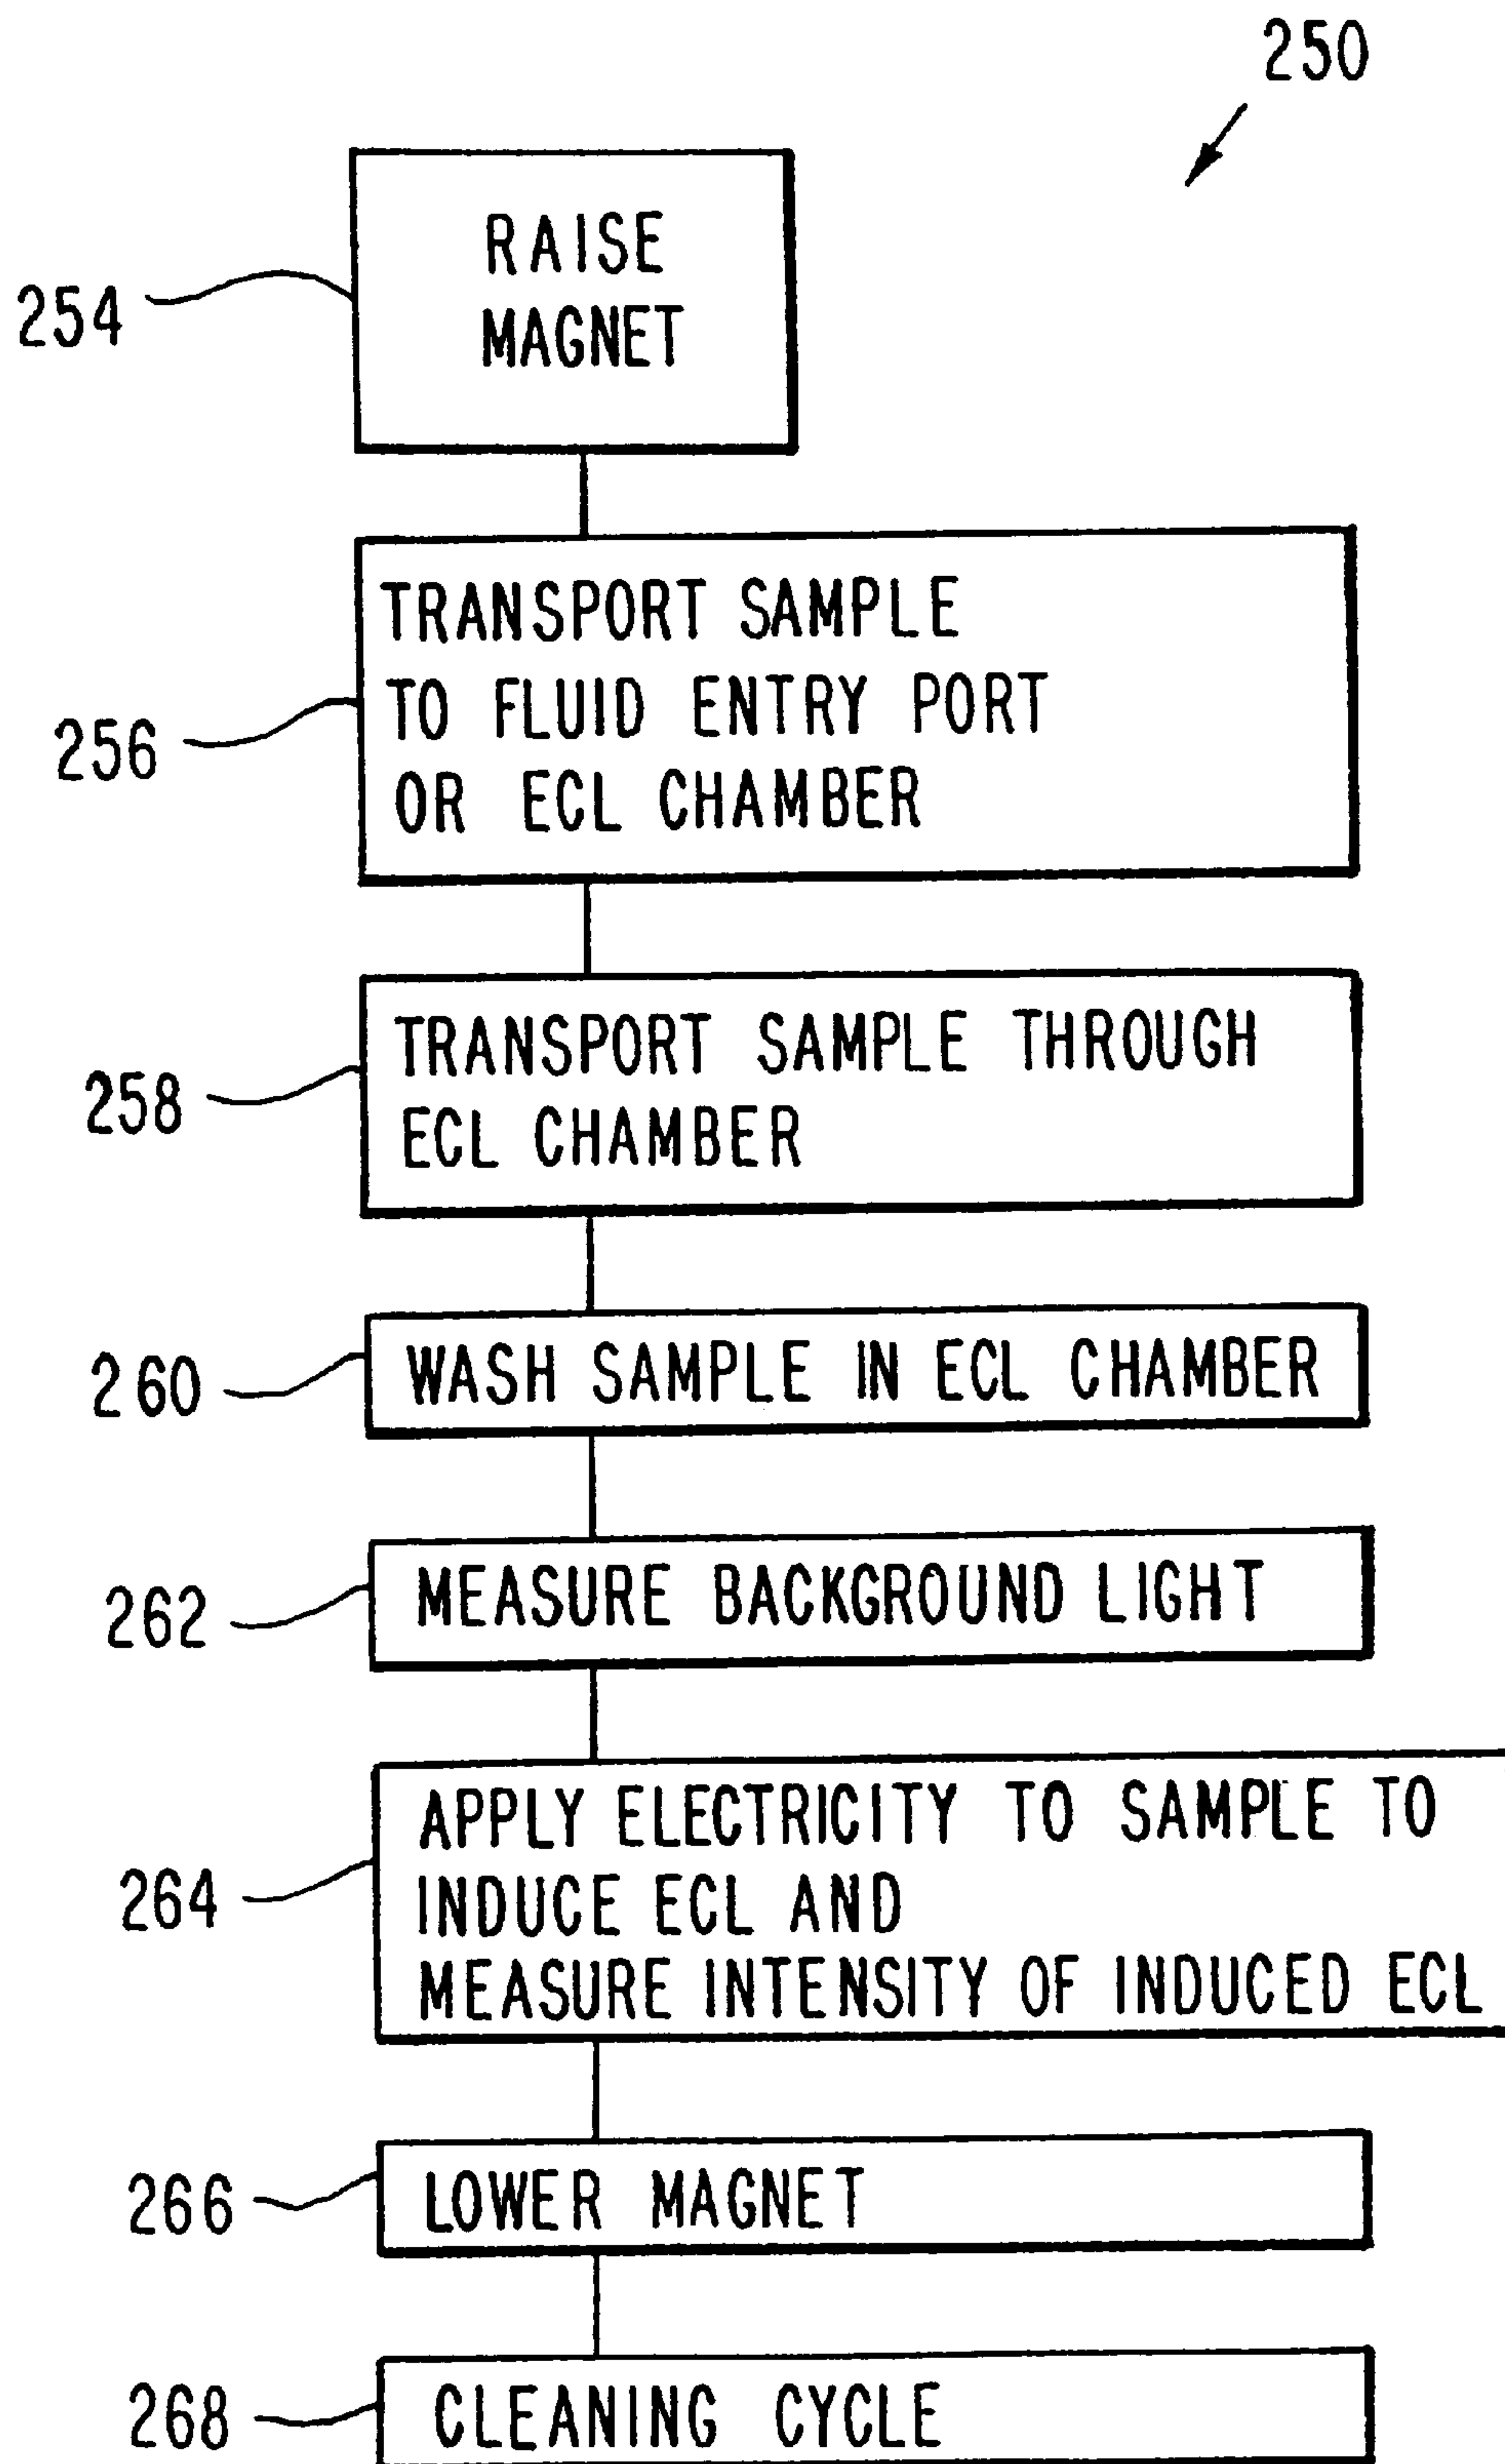 250
RAISE
MAGNET
254
TRANSPORT SAMPLE
TO FLUID ENTRY PORT
OR ECL CHAMBER
256
TRANSPORT SAMPLE THROUGH
ECL CHAMBER
258
WASH SAMPLE IN ECL CHAMBER
260
MEASURE BACKGROUND LIGHT
262
APPLY ELECTRICITY TO SAMPLE TO
INDUCE ECL AND
MEASURE INTENSITY OF INDUCED ECL
264
LOWER MAGNET
266
CLEANING CYCLE
268